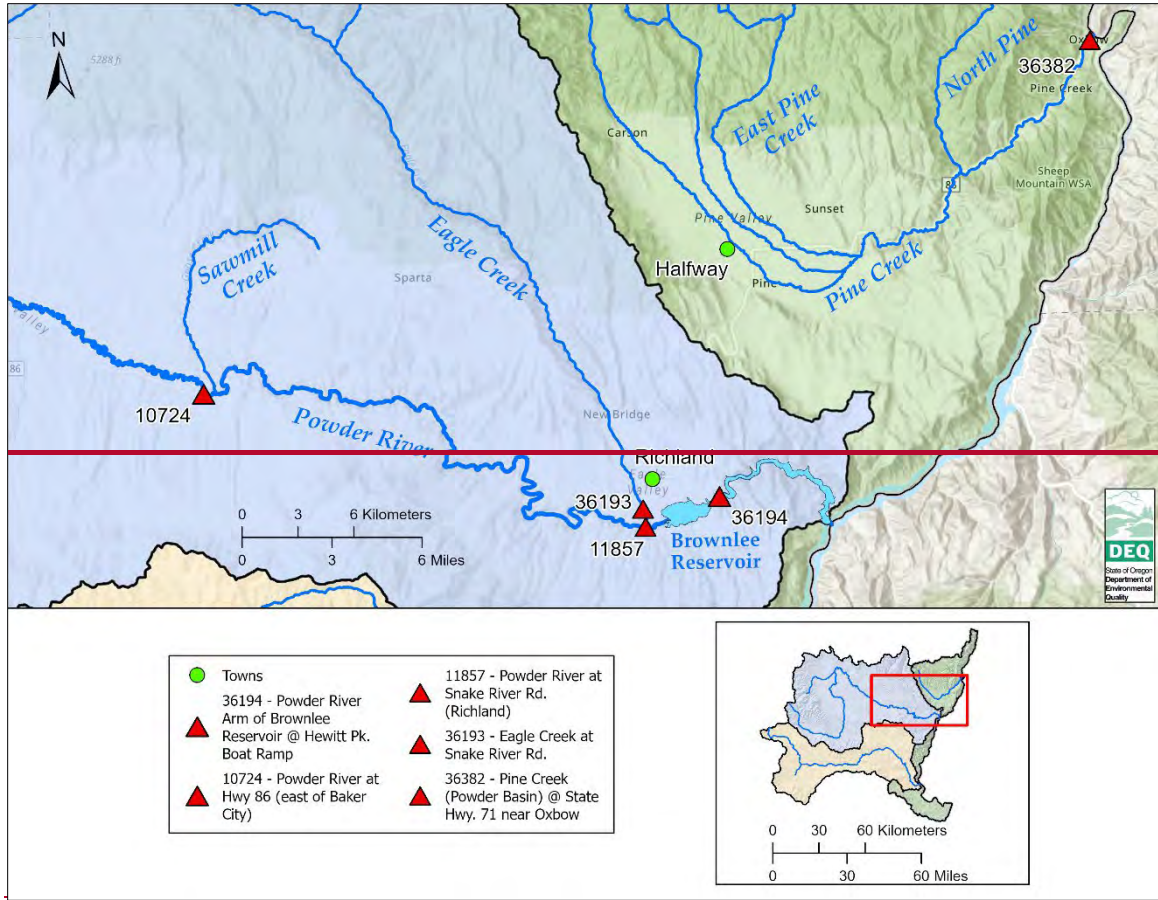 N
5288 ft
Oxbow
36382
North Pine
Pine Creek
East Pine
Creek
Carson
Sheep
Mountain WSA
86
Sunset
Pine Valley
Halfway
Pine
Pine Creek
Eagle Creek
Sawmill
Creek
Sparta
Valley
86
10724
New Bridge
Powder River
Richland
Eagle
Valley
36193
36194
11857
Brownlee
Reservoir
0 3 6 Kilometers
0 3 6 Miles
DEQ
State of Oregon
Department of
Environmental
Quality
Towns
36194 - Powder River
Arm of Brownlee
Reservoir @ Hewitt Pk.
Boat Ramp
10724 - Powder River at
Hwy 86 (east of Baker
City)
11857 - Powder River at
Snake River Rd.
(Richland)
36193 - Eagle Creek at
Snake River Rd.
36382 - Pine Creek
(Powder Basin) @ State
Hwy. 71 near Oxbow
0 30 60 Kilometers
0 30 60 Miles